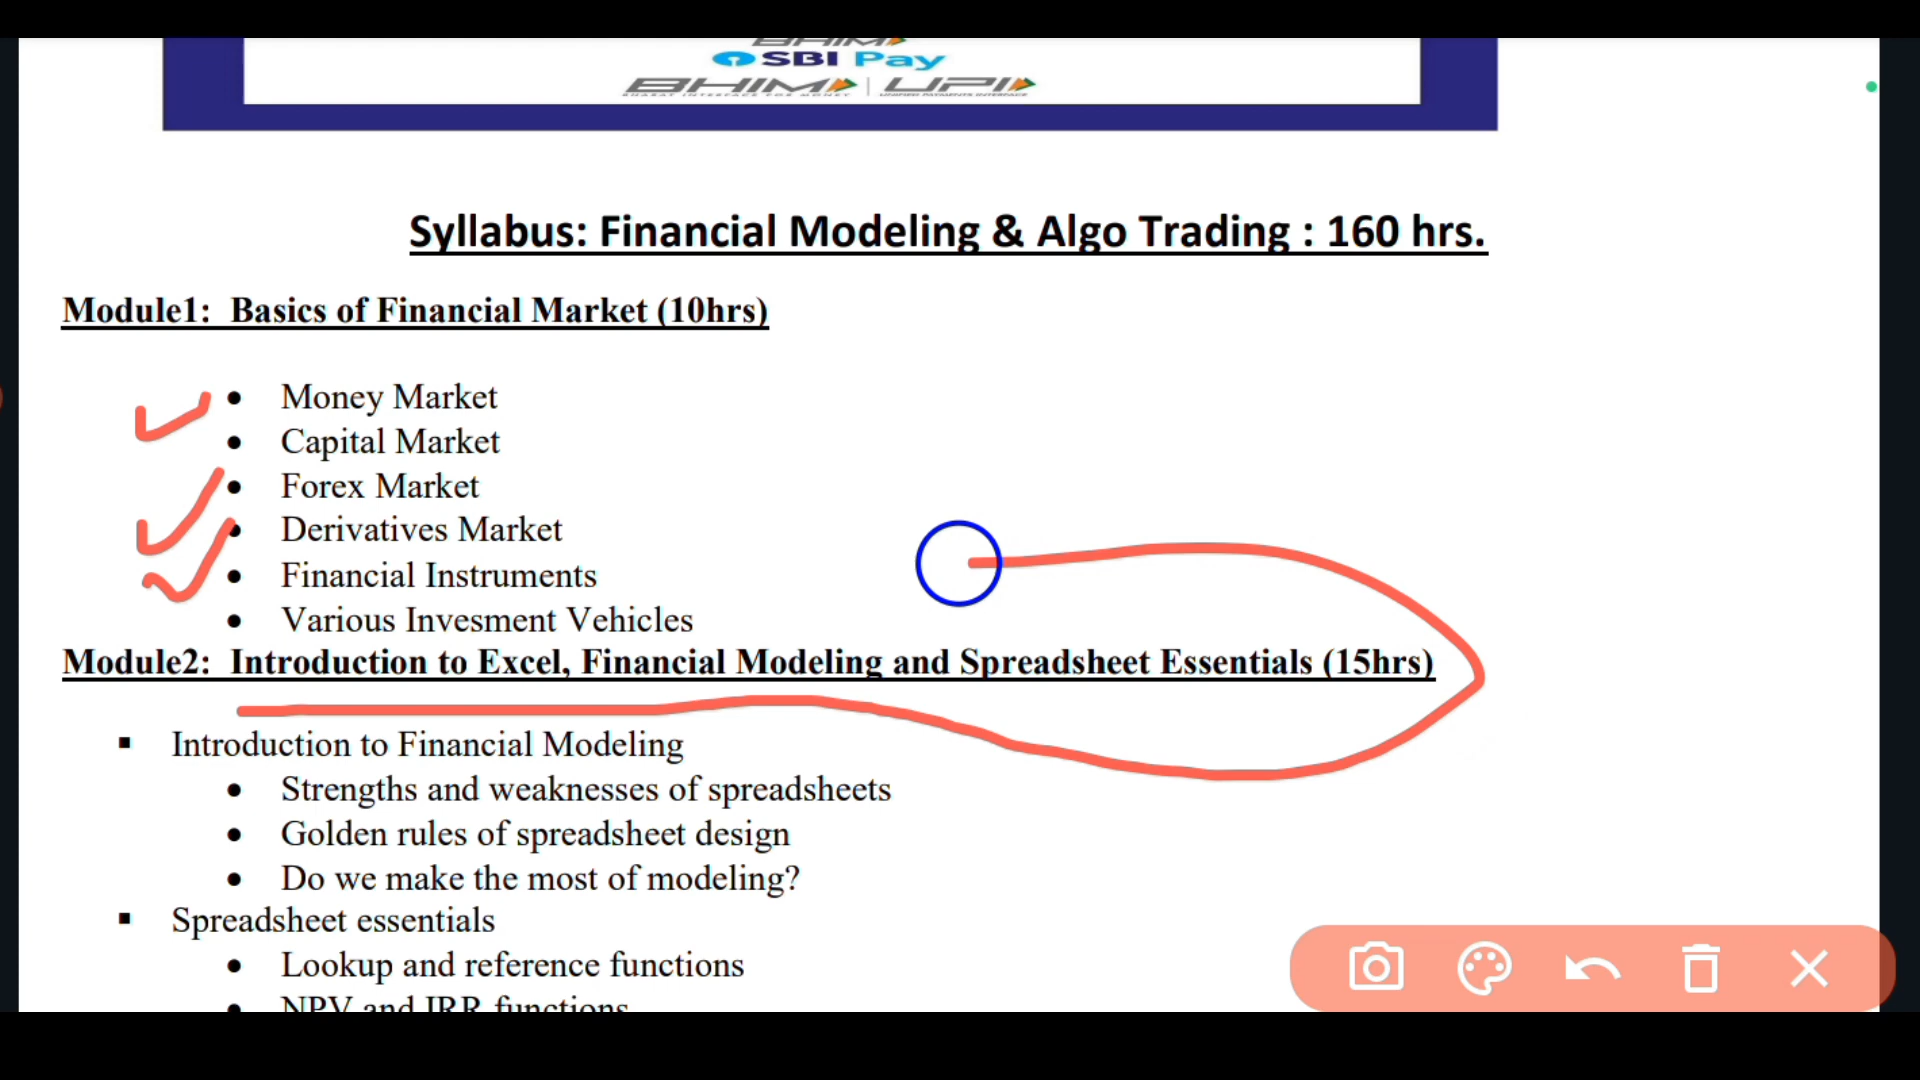 SBI Pay
BHIM UPI
Syllabus: Financial Modeling & Algo Trading : 160 hrs.
Module1: Basics of Financial Market (10hrs)
Money Market
Capital Market
Forex Market
Derivatives Market
Financial Instruments
Various Invesment Vehicles
Module2: Introduction to Excel, Financial Modeling and Spreadsheet Essentials (15hrs)
Introduction to Financial Modeling
Strengths and weaknesses of spreadsheets
Golden rules of spreadsheet design
Do we make the most of modeling?
Spreadsheet essentials
Lookup and reference functions
NPV and IRR functions